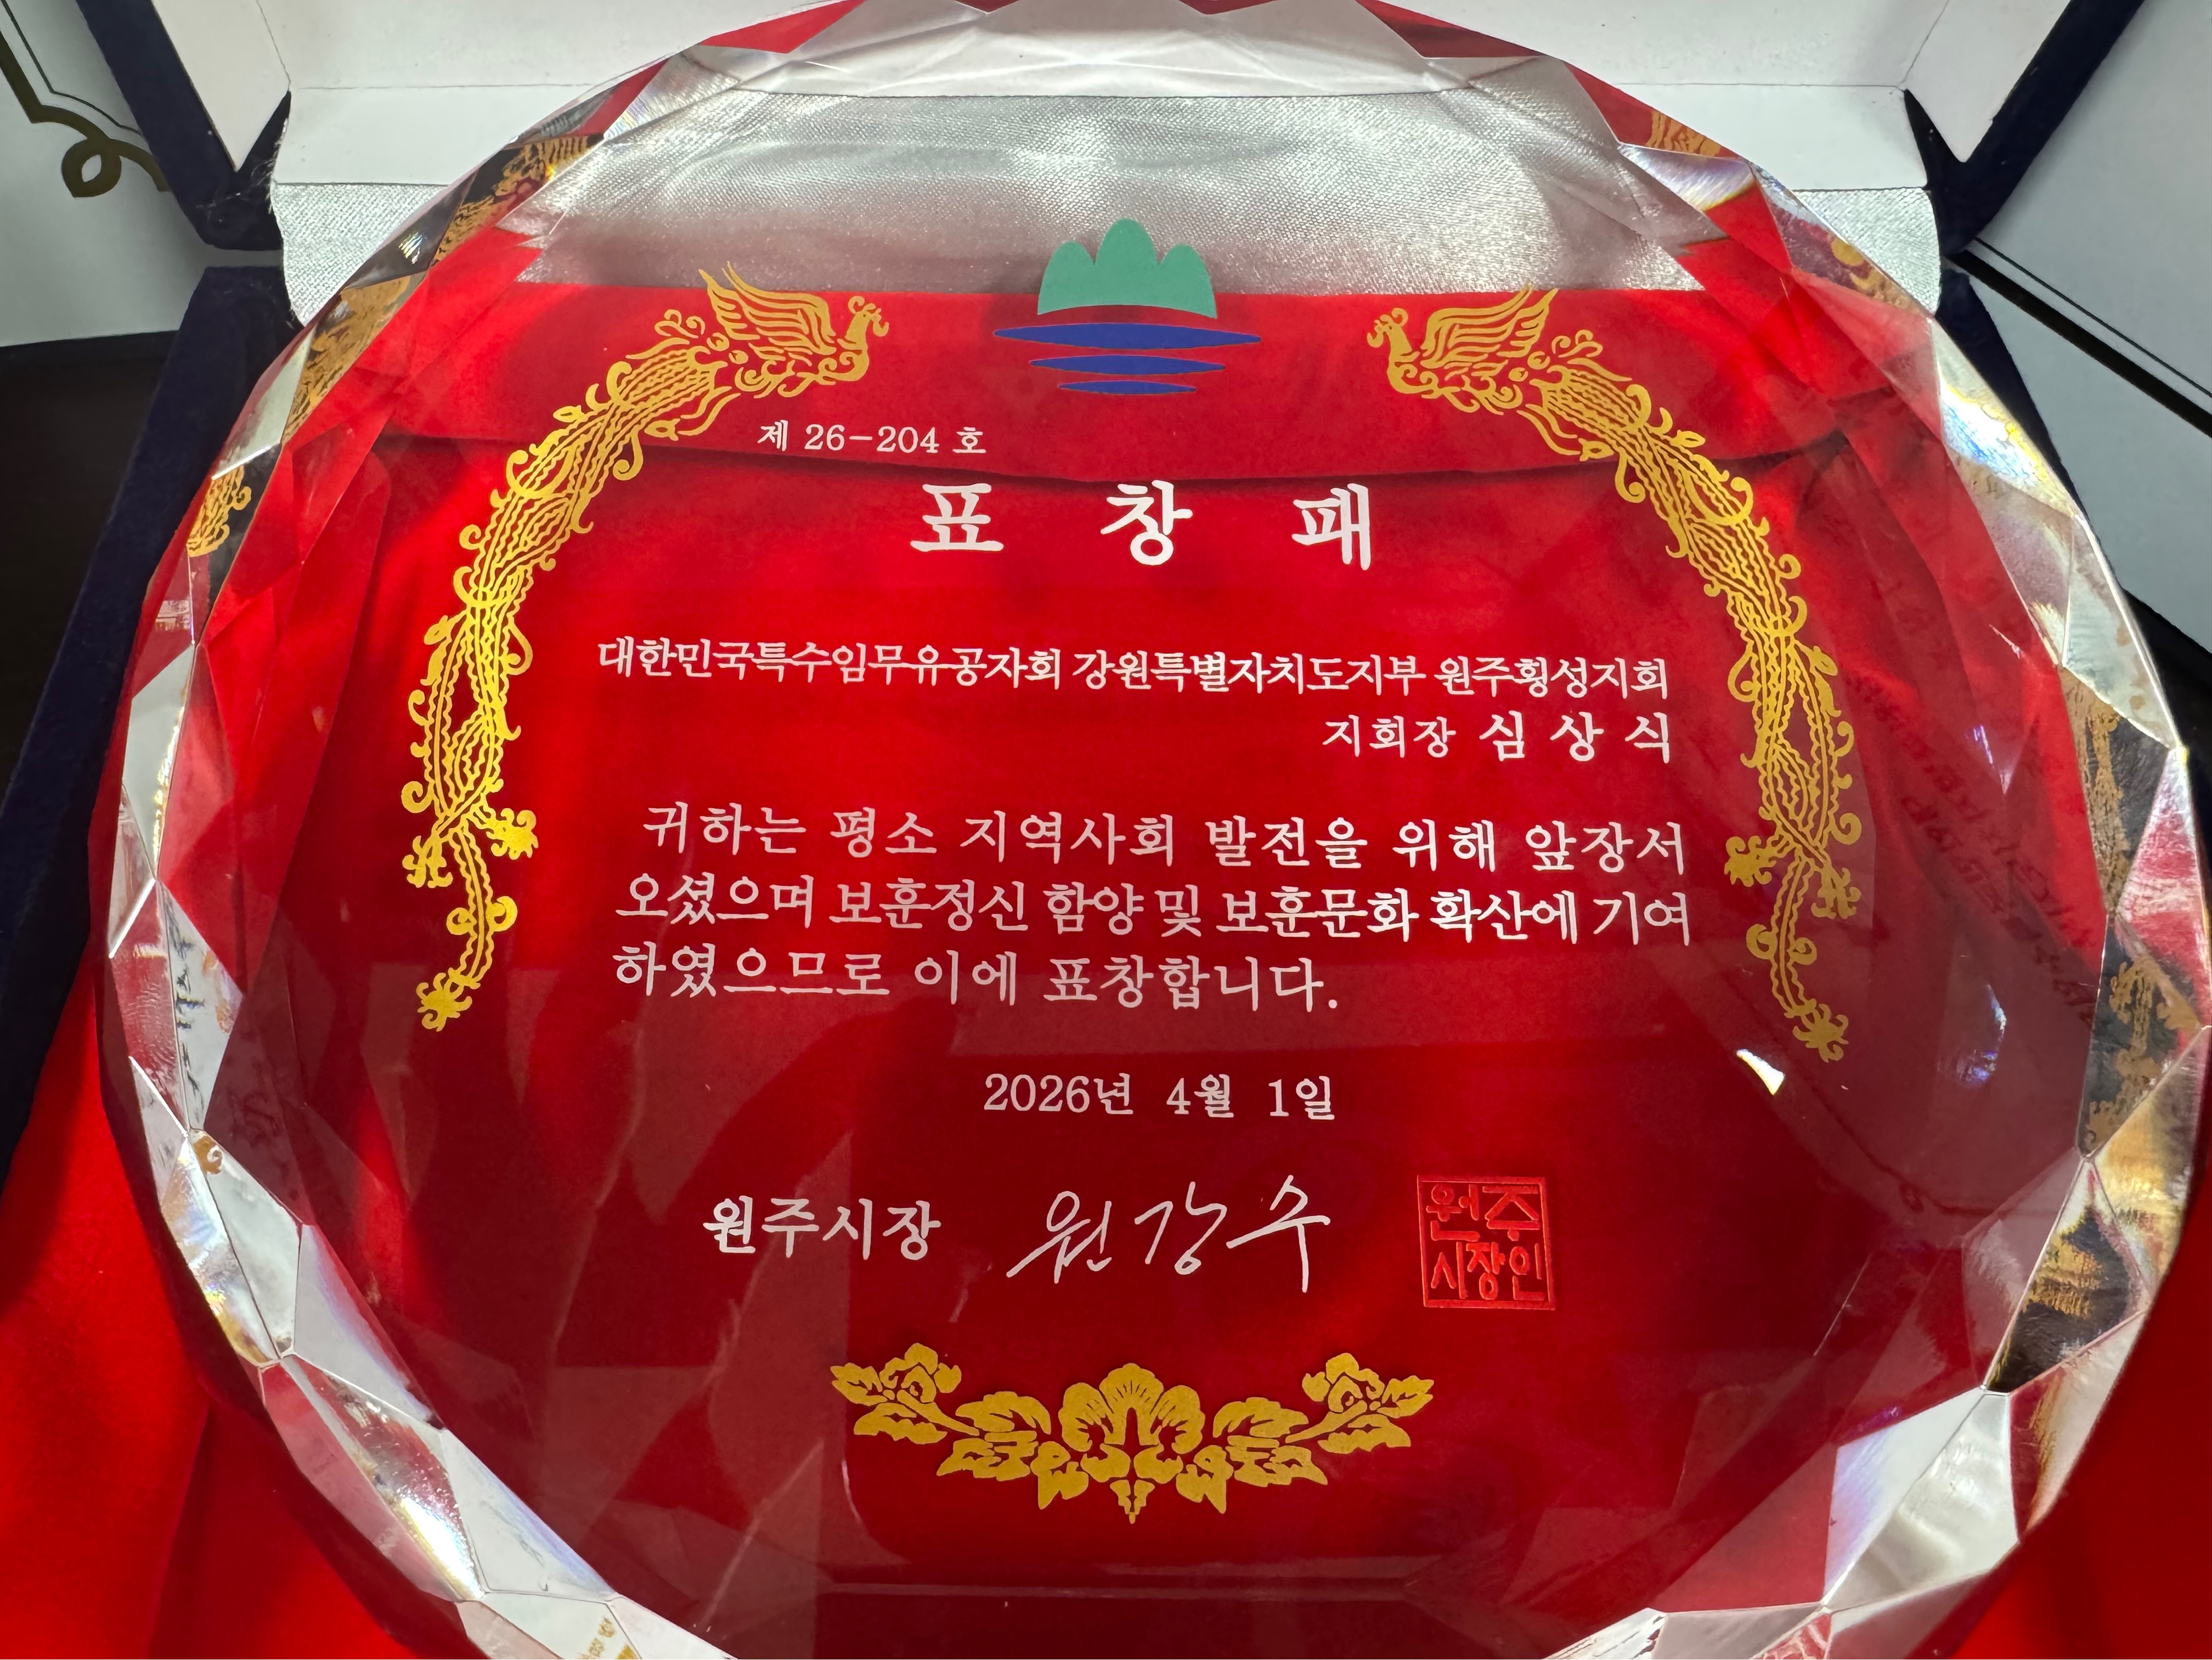 제 26-204 호
표 창 패
대한민국특수임무유공자회 강원특별자치도지부 원주횡성지회
지회장 심 상 식
귀하는 평소 지역사회 발전을 위해 앞장서
오셨으며 보훈정신 함양 및 보훈문화 확산에 기여
하였으므로 이에 표창합니다.
2026년 4월 1일
원주시장 원강수
원주
시장인